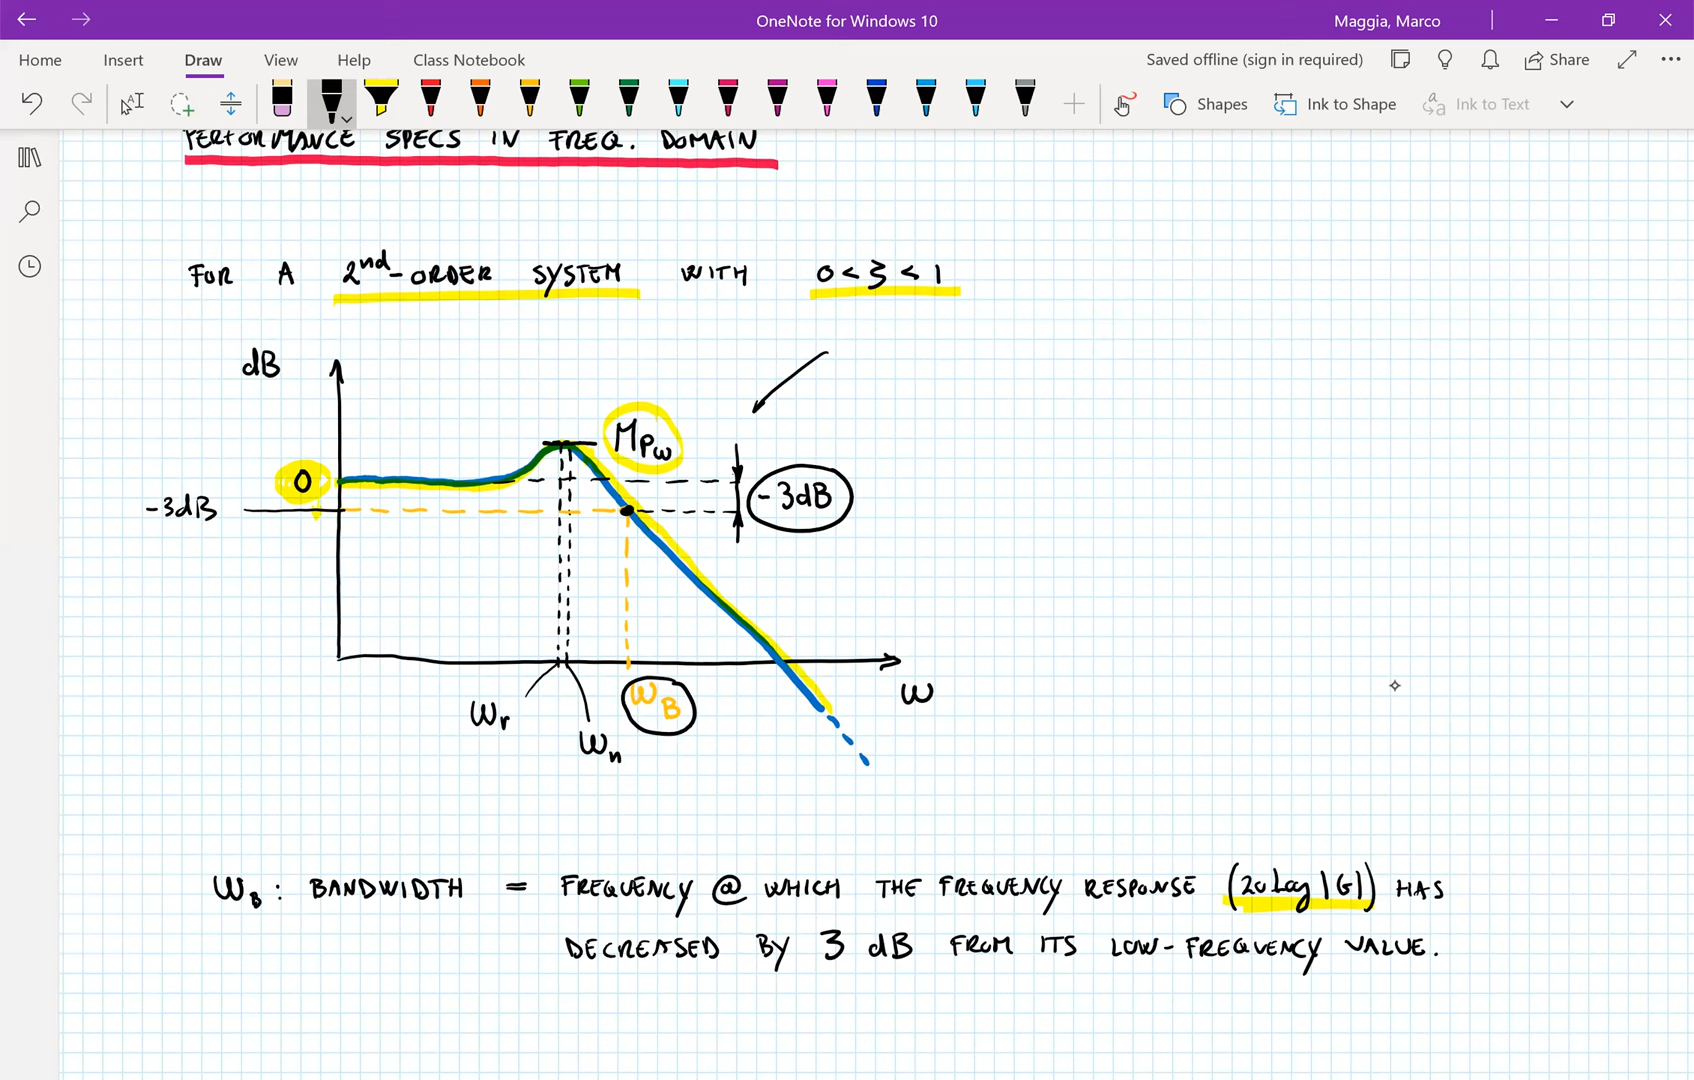 OneNote for Windows 10
Maggia, Marco
Home Insert Draw View Help Class Notebook
Saved offline (sign in required) Share
Shapes Ink to Shape Ink to Text
PERFORMANCE SPECS IN FREQ. DOMAIN
FOR A 2nd-ORDER SYSTEM WITH 0 < ξ < 1
dB
Mpω
0
-3dB
-3dB
ωr
ωn
ωB
ω
ωB: BANDWIDTH = FREQUENCY @ WHICH THE FREQUENCY RESPONSE (20 Log |G|) HAS
DECREASED BY 3 dB FROM ITS LOW-FREQUENCY VALUE.